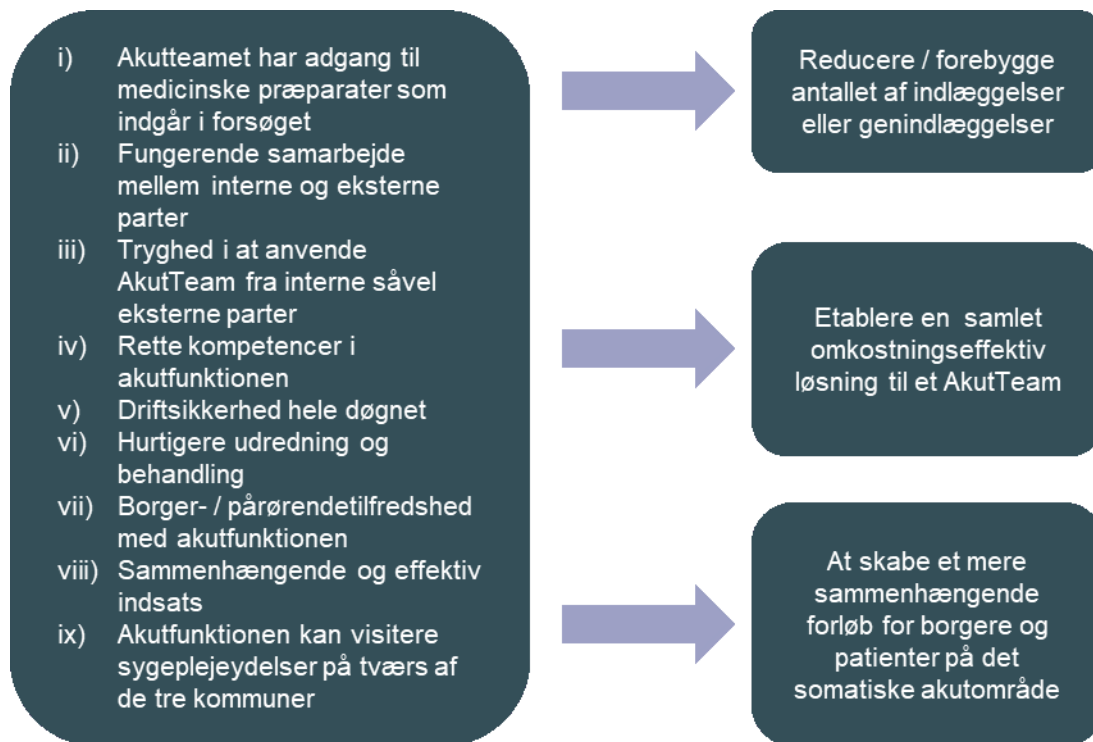 i) Akutteamet har adgang til
medicinske præparater som
indgår i forsøget
ii) Fungerende samarbejde
mellem interne og eksterne
parter
iii) Tryghed i at anvende
AkutTeam fra interne såvel
eksterne parter
iv) Rette kompetencer i
akutfunktionen
v) Driftsikkerhed hele døgnet
vi) Hurtigere udredning og
behandling
vii) Borger- / pårørendetilfredshed
med akutfunktionen
viii) Sammenhængende og effektiv
indsats
ix) Akutfunktionen kan visitere
sygeplejeydelser på tværs af
de tre kommuner
Reducere / forebygge
antallet af indlæggelser
eller genindlæggelser
Etablere en samlet
omkostningseffektiv
løsning til et AkutTeam
At skabe et mere
sammenhængende
forløb for borgere og
patienter på det
somatiske akutområde